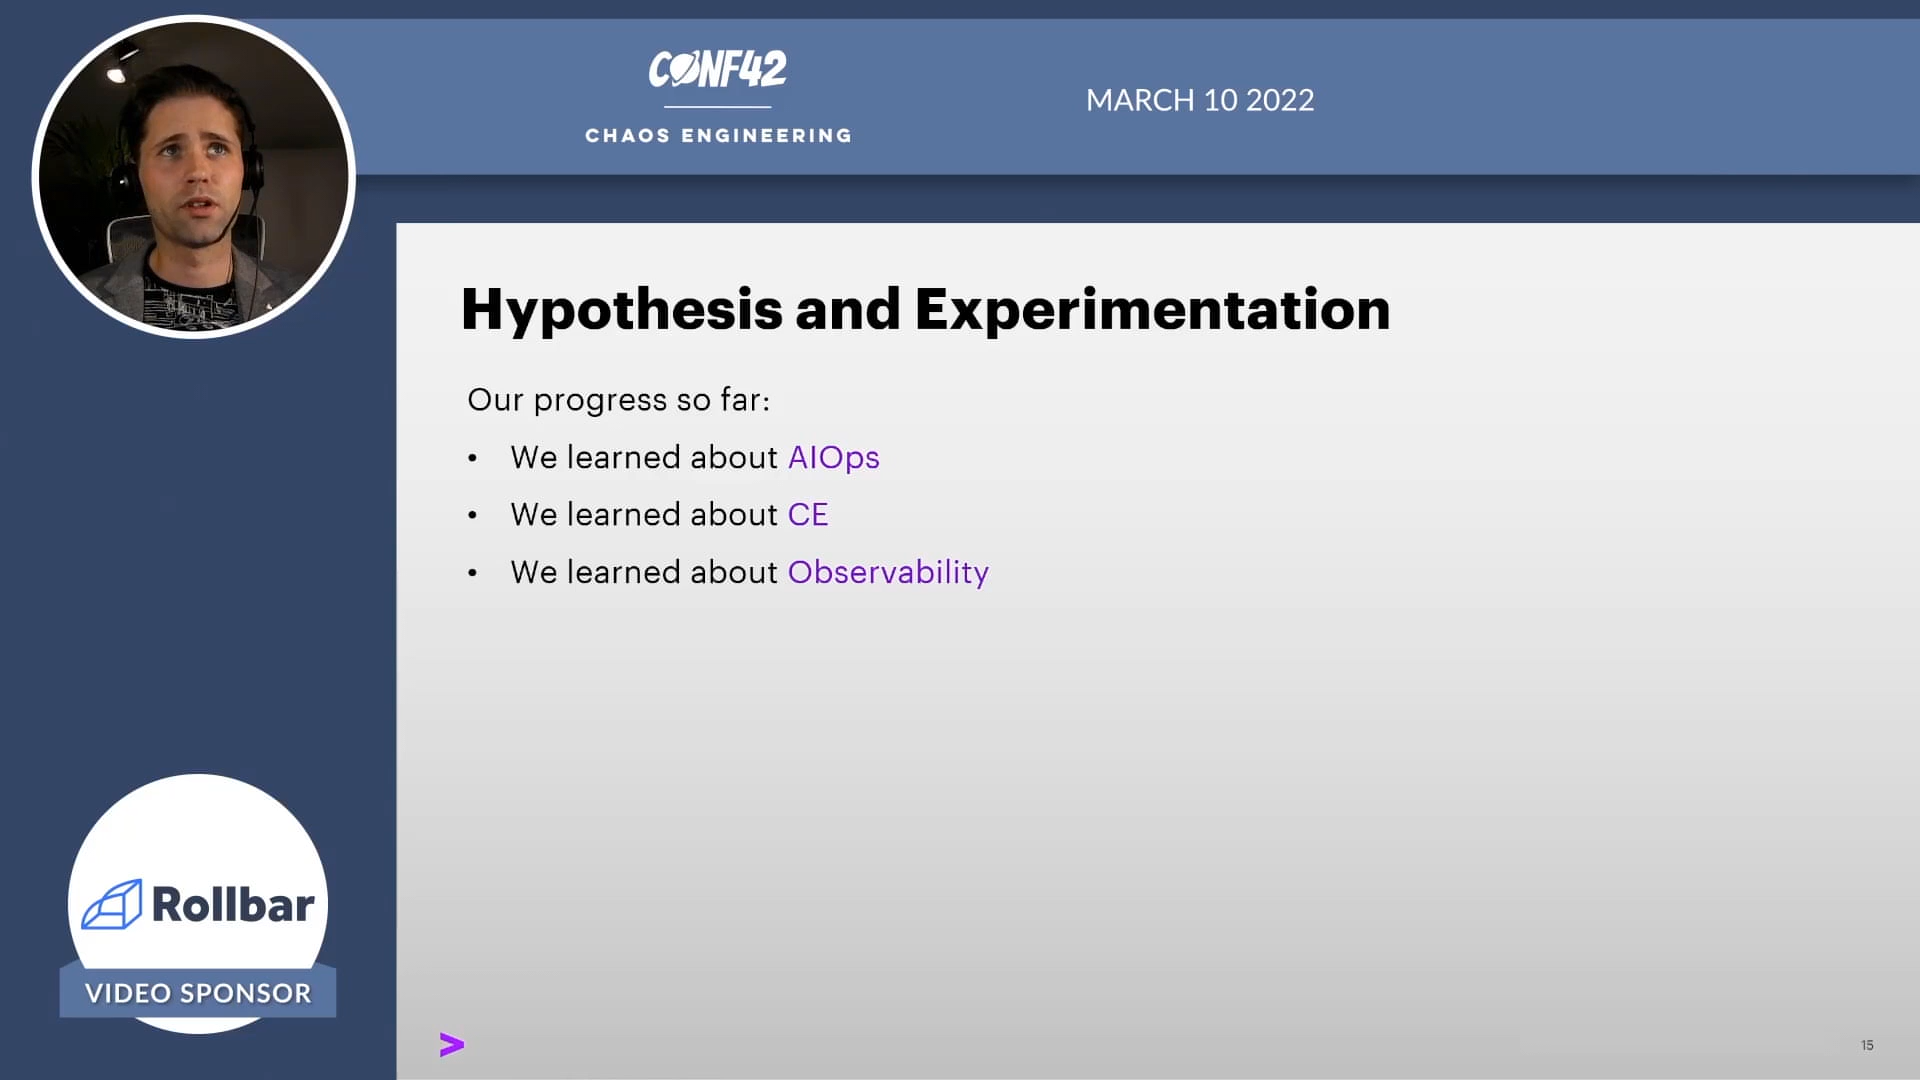 CONF42
CHAOS ENGINEERING
MARCH 10 2022
Hypothesis and Experimentation
Our progress so far:
• We learned about AIOps
• We learned about CE
• We learned about Observability
Rollbar
VIDEO SPONSOR
>
15